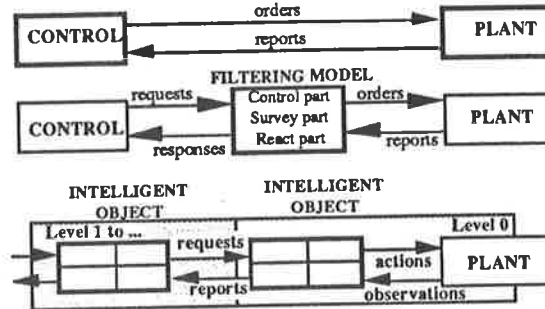 orders
CONTROL
PLANT
reports
FILTERING MODEL
requests
Control part
orders
Survey part
CONTROL
PLANT
React part
responses
reports
INTELLIGENT
OBJECT
INTELLIGENT
OBJECT
Level 1 to ...
Level 0
requests
actions
PLANT
reports
observations